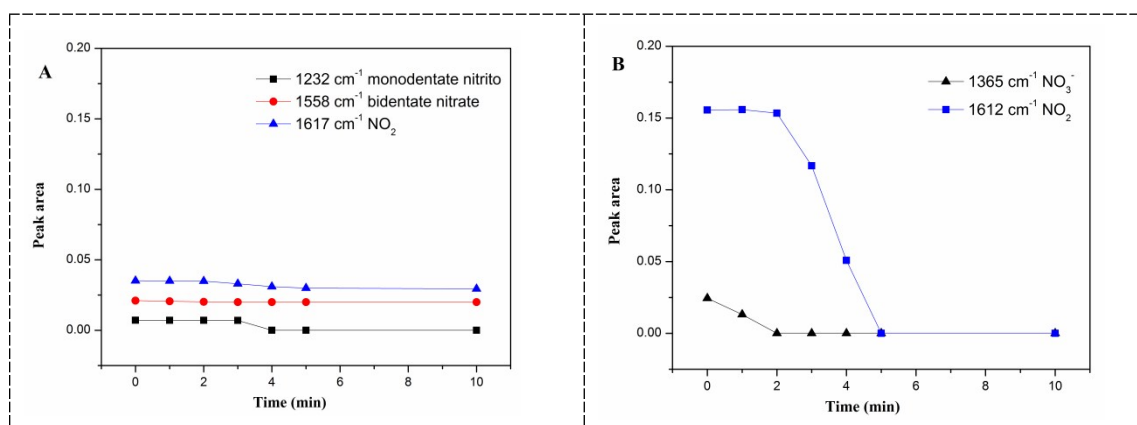 A
1232 cm⁻¹ monodentate nitrito
1558 cm⁻¹ bidentate nitrate
1617 cm⁻¹ NO₂
Peak area
0.20
0.15
0.10
0.05
0.00
0 2 4 6 8 10
Time (min)
B
1365 cm⁻¹ NO₃⁻
1612 cm⁻¹ NO₂
Peak area
0.20
0.15
0.10
0.05
0.00
0 2 4 6 8 10
Time (min)